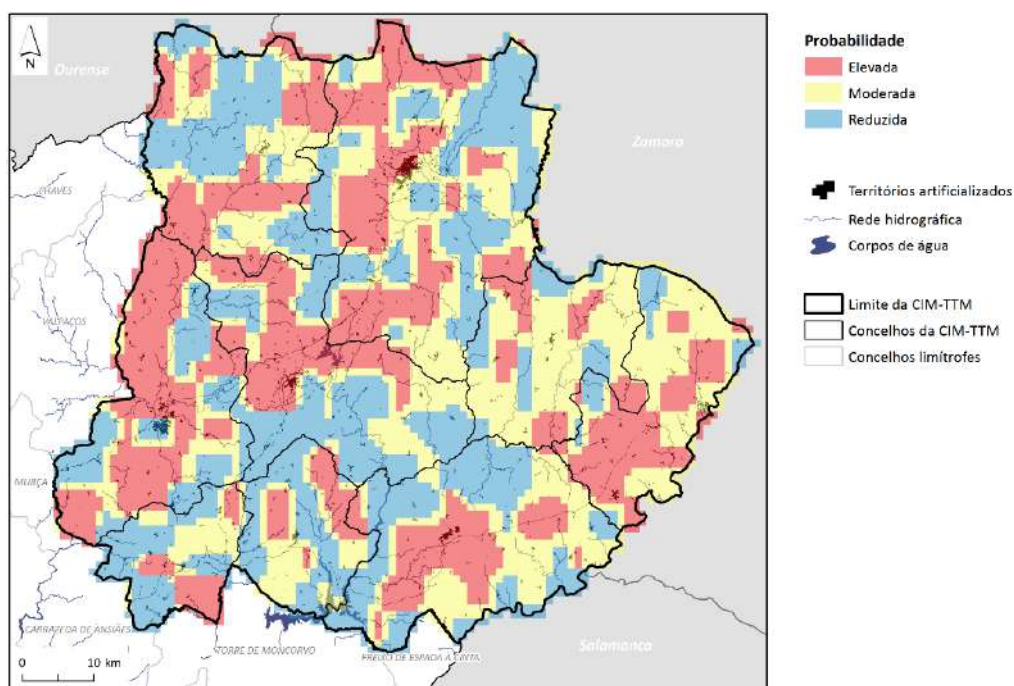 N
Ourense
Zamora
CHAVES
VALPAÇOS
MURÇA
CARRAZEDA DE ANSIÃES
TORRE DE MONCORVO
FREIXO DE ESPADA À CINTA
Salamanca
0 10 km
Probabilidade
Elevada
Moderada
Reduzida
Territórios artificializados
Rede hidrográfica
Corpos de água
Limite da CIM-TTM
Concelhos da CIM-TTM
Concelhos limítrofes